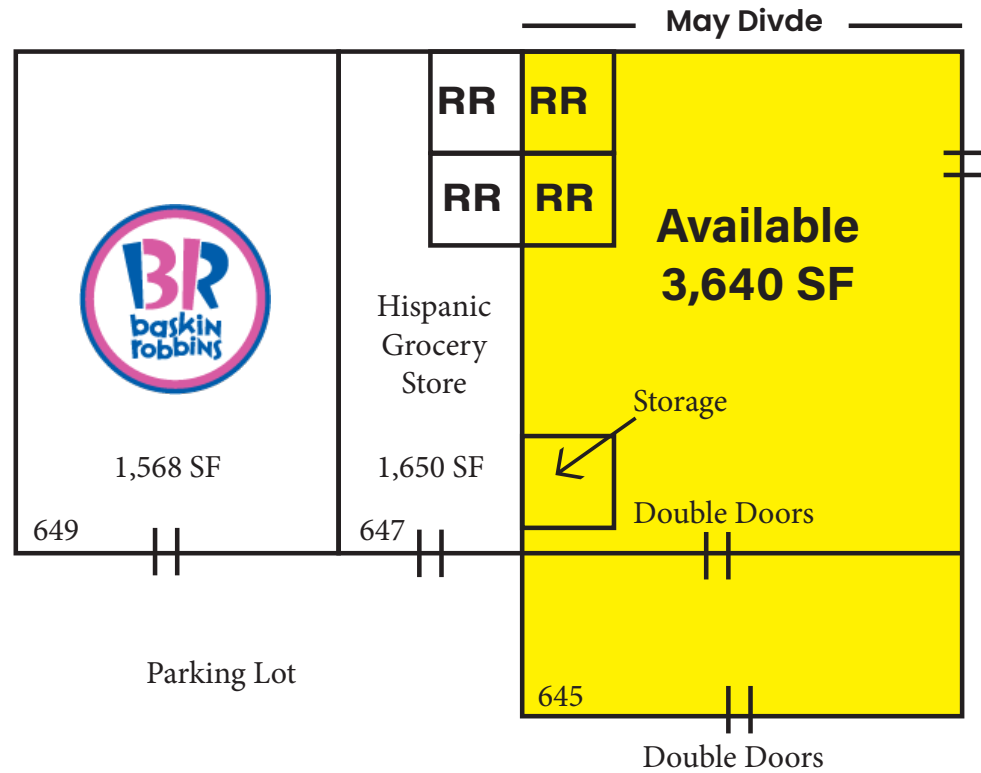 May Divde
RR
RR
RR
RR
Available
3,640 SF
BR
baskin
robbins
Hispanic
Grocery
Store
Storage
1,568 SF
1,650 SF
Double Doors
649
647
Parking Lot
645
Double Doors